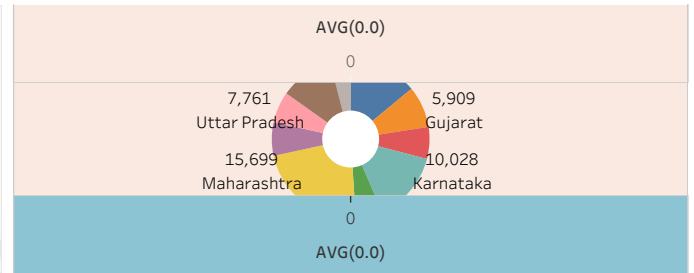 AVG(0.0)
0
7,761
Uttar Pradesh
5,909
Gujarat
15,699
Maharashtra
10,028
Karnataka
0
AVG(0.0)